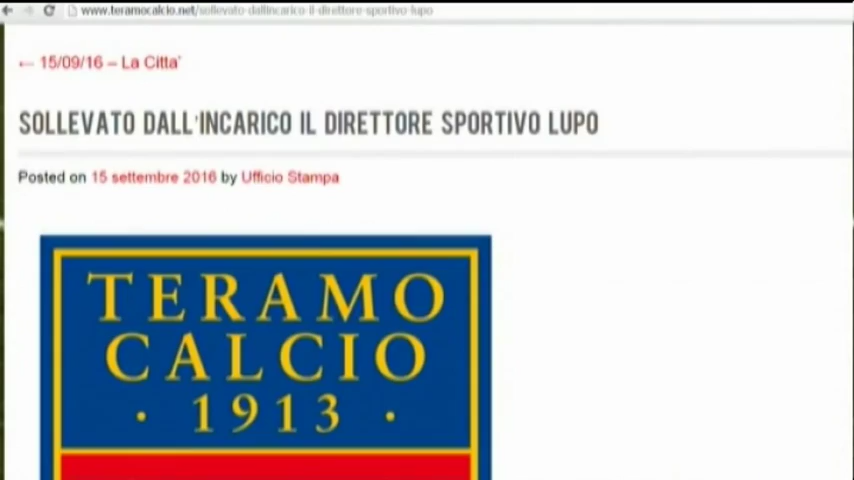 www.teramocalcio.net/sollevato-dallincarico-il-direttore-sportivo-lupo
← 15/09/16 – La Citta'
SOLLEVATO DALL'INCARICO IL DIRETTORE SPORTIVO LUPO
Posted on 15 settembre 2016 by Ufficio Stampa
TERAMO
CALCIO
· 1913 ·